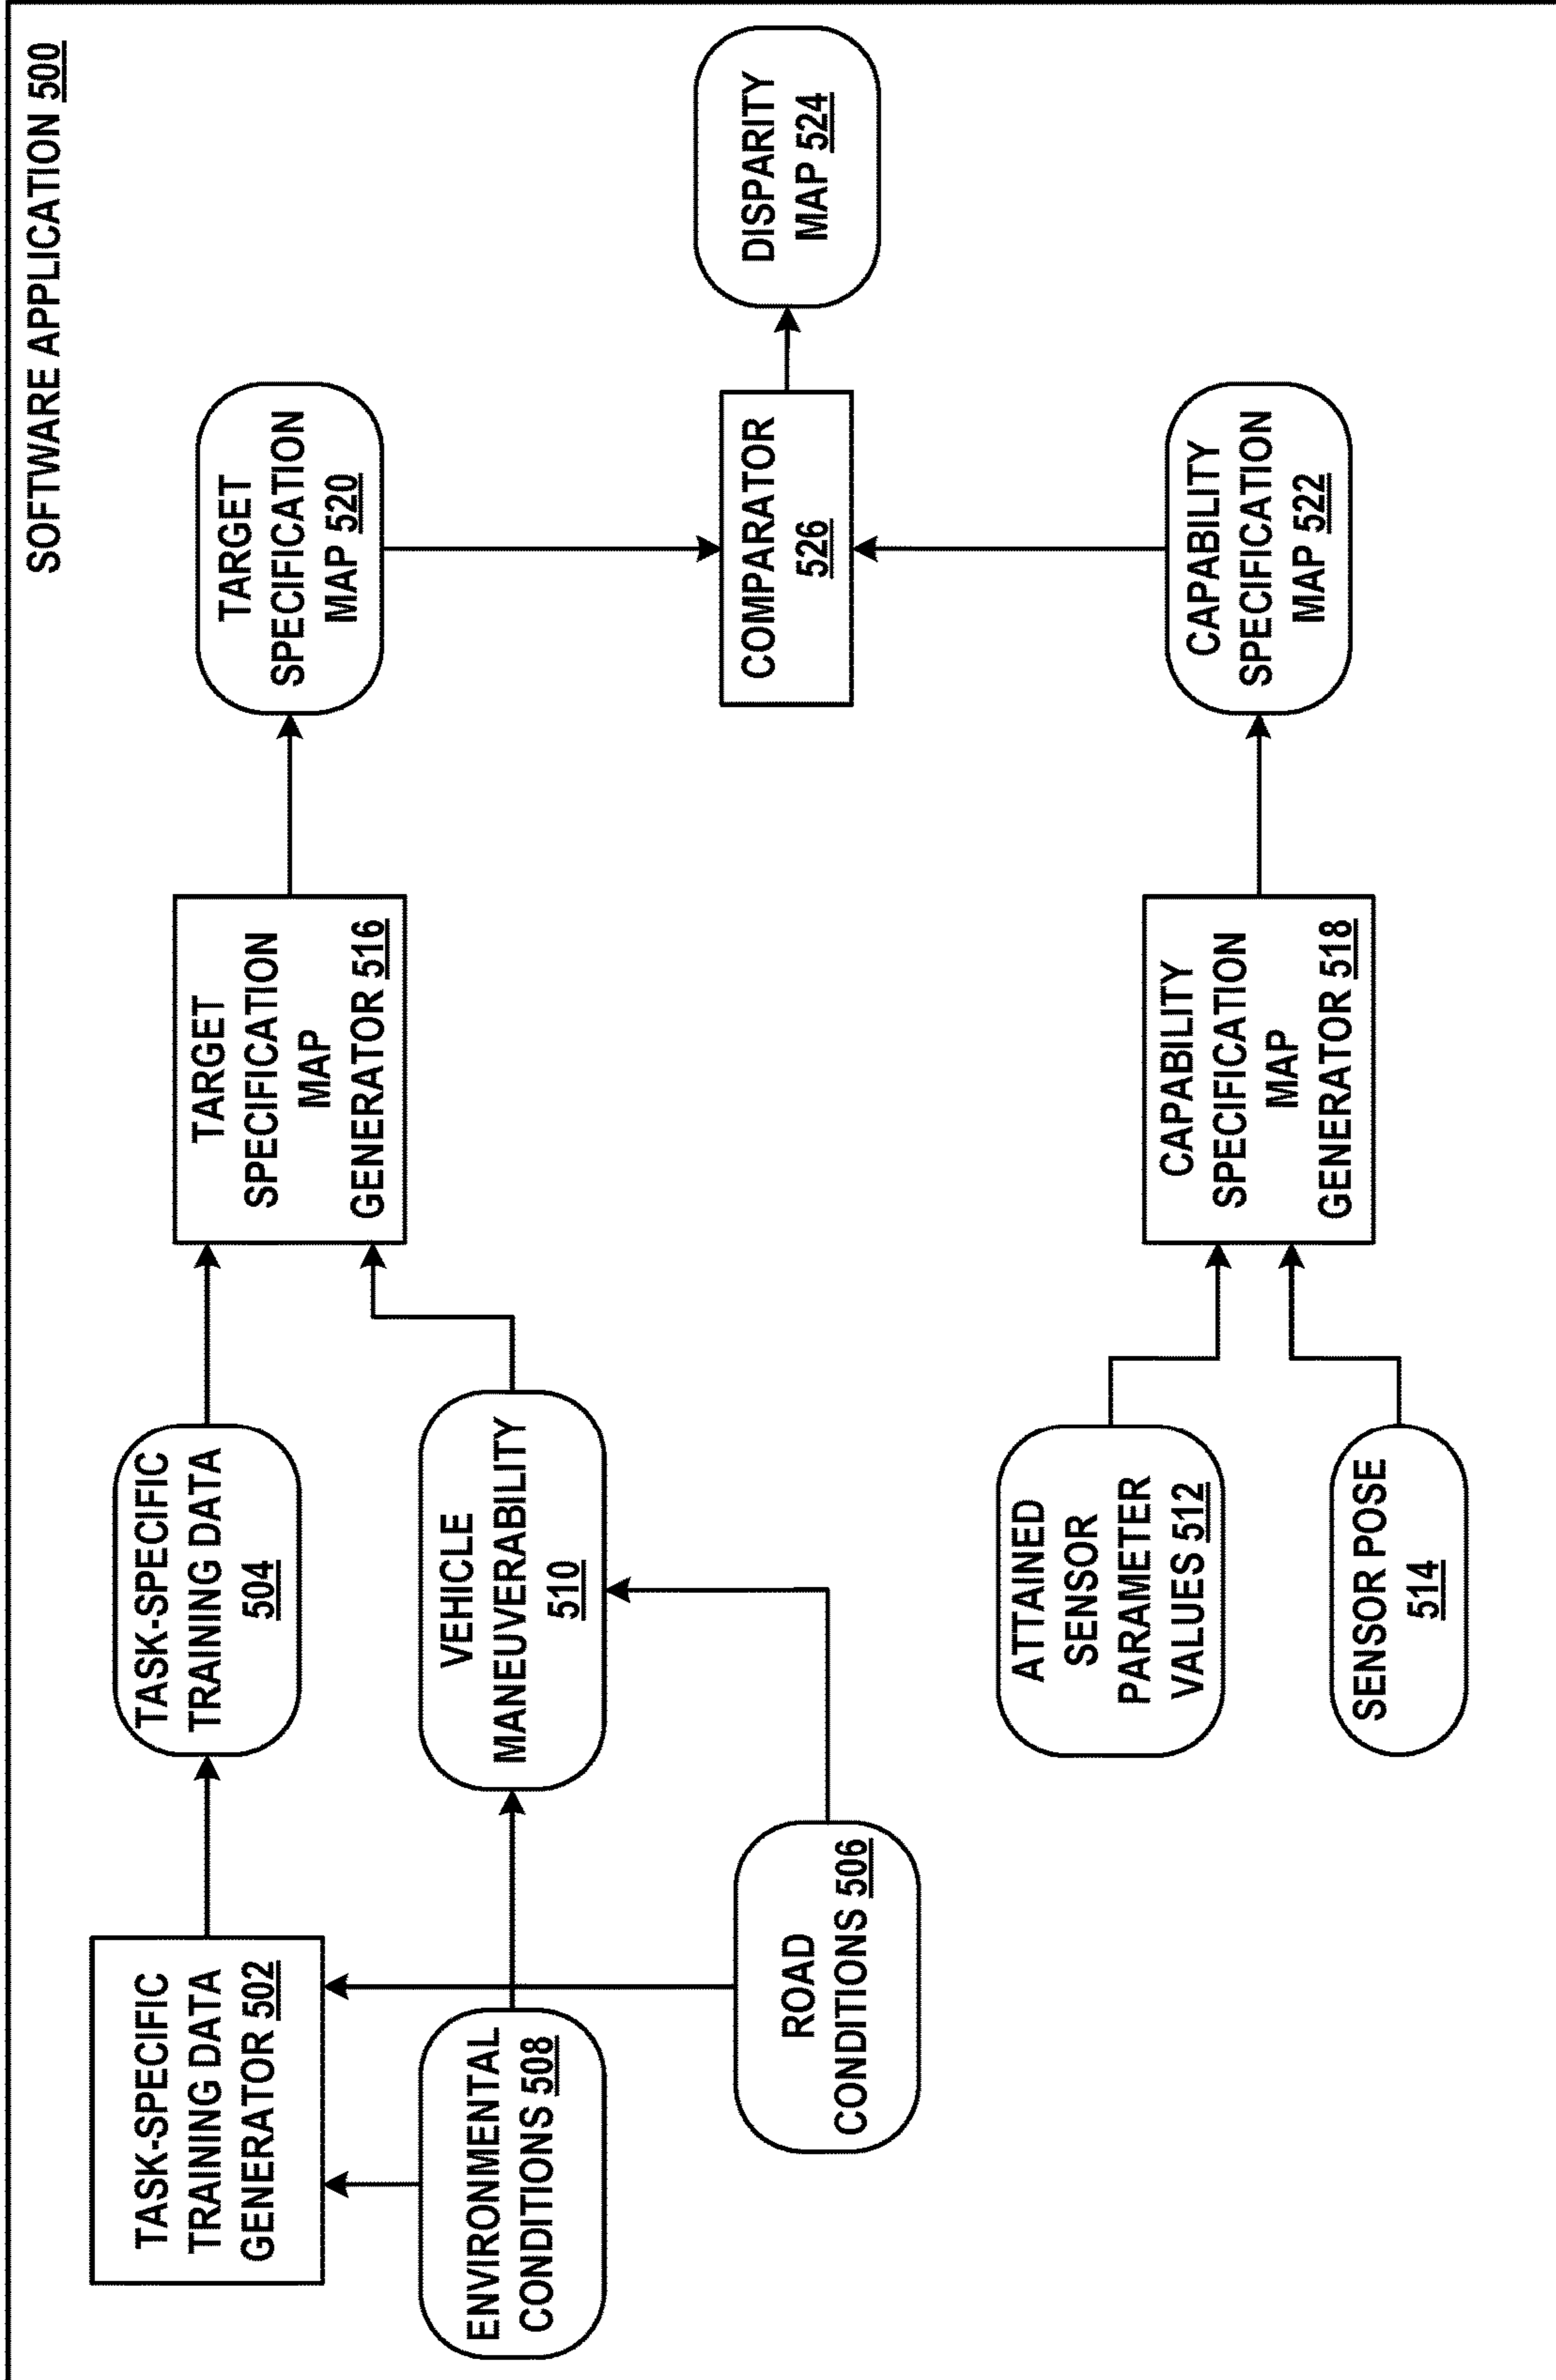 SOFTWARE APPLICATION 500
TASK-SPECIFIC
TRAINING DATA
GENERATOR 502
TASK-SPECIFIC
TRAINING DATA
504
TARGET
SPECIFICATION
MAP
GENERATOR 516
TARGET
SPECIFICATION
MAP 520
ENVIRONMENTAL
CONDITIONS 508
VEHICLE
MANEUVERABILITY
510
ROAD
CONDITIONS 506
COMPARATOR
526
DISPARITY
MAP 524
ATTAINED
SENSOR
PARAMETER
VALUES 512
SENSOR POSE
514
CAPABILITY
SPECIFICATION
MAP
GENERATOR 518
CAPABILITY
SPECIFICATION
MAP 522